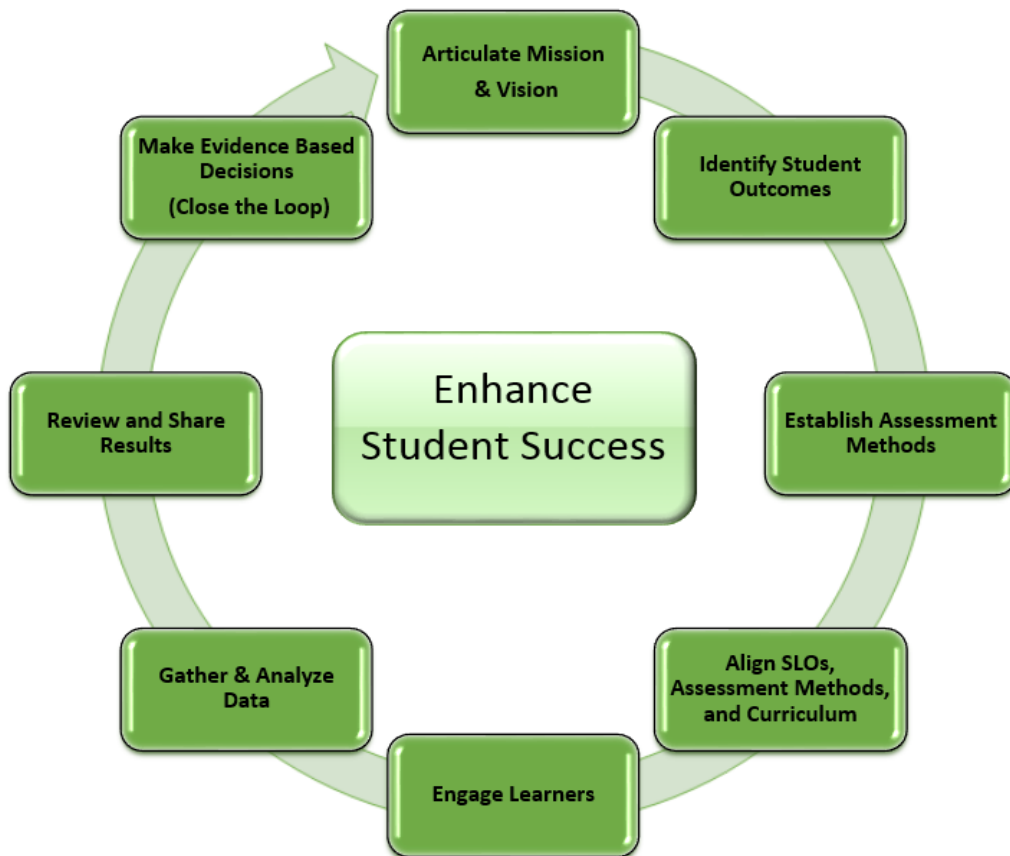 Articulate Mission
& Vision
Identify Student
Outcomes
Establish Assessment
Methods
Align SLOs,
Assessment Methods,
and Curriculum
Engage Learners
Gather & Analyze
Data
Review and Share
Results
Make Evidence Based
Decisions
(Close the Loop)
Enhance
Student Success